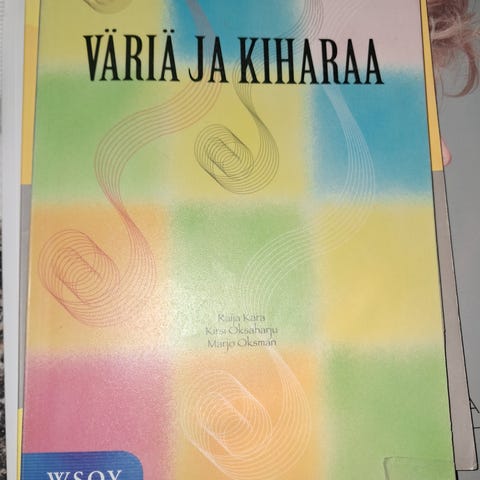 VÄRIÄ JA KIHARAA
Raija Kara
Kirsi Oksaharju
Marjo Oksman
WSOY